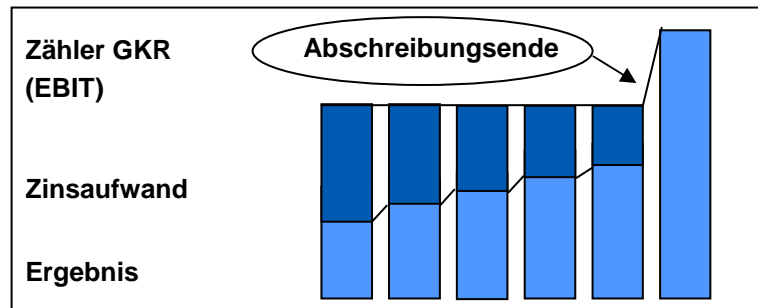 Zähler GKR
(EBIT)
Abschreibungsende
Zinsaufwand
Ergebnis